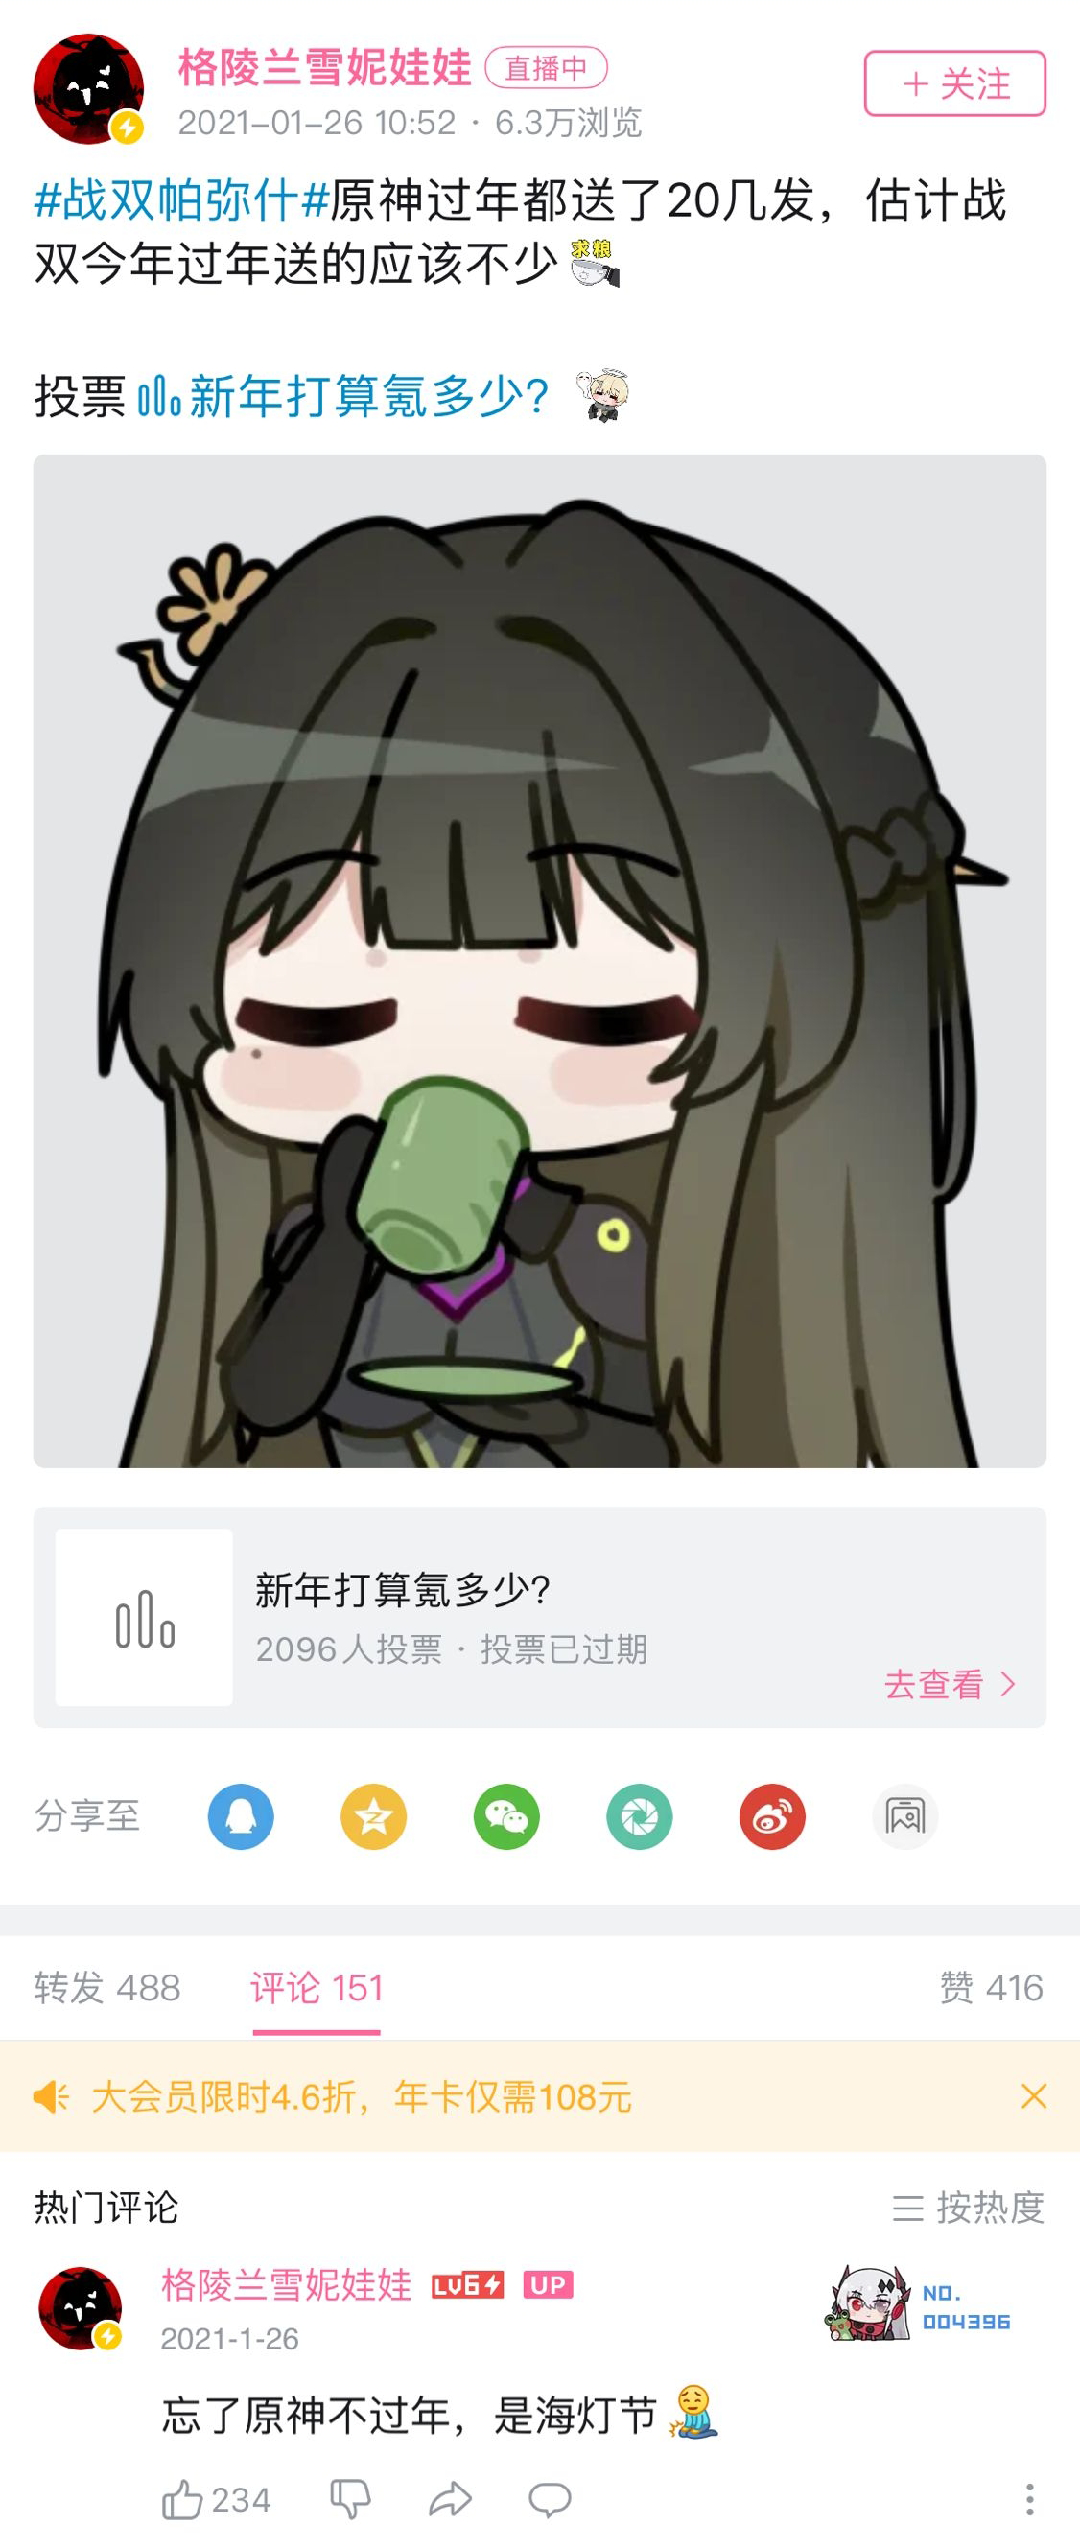 格陵兰雪妮娃娃 直播中
+ 关注
2021-01-26 10:52 · 6.3万浏览
#战双帕弥什#原神过年都送了20几发，估计战
双今年过年送的应该不少 求粮
投票 新年打算氪多少?
新年打算氪多少?
2096人投票 · 投票已过期
去查看
分享至
转发 488 评论 151 赞 416
大会员限时4.6折，年卡仅需108元
热门评论 按热度
格陵兰雪妮娃娃 LV6 UP
NO.
004396
2021-1-26
忘了原神不过年，是海灯节
234